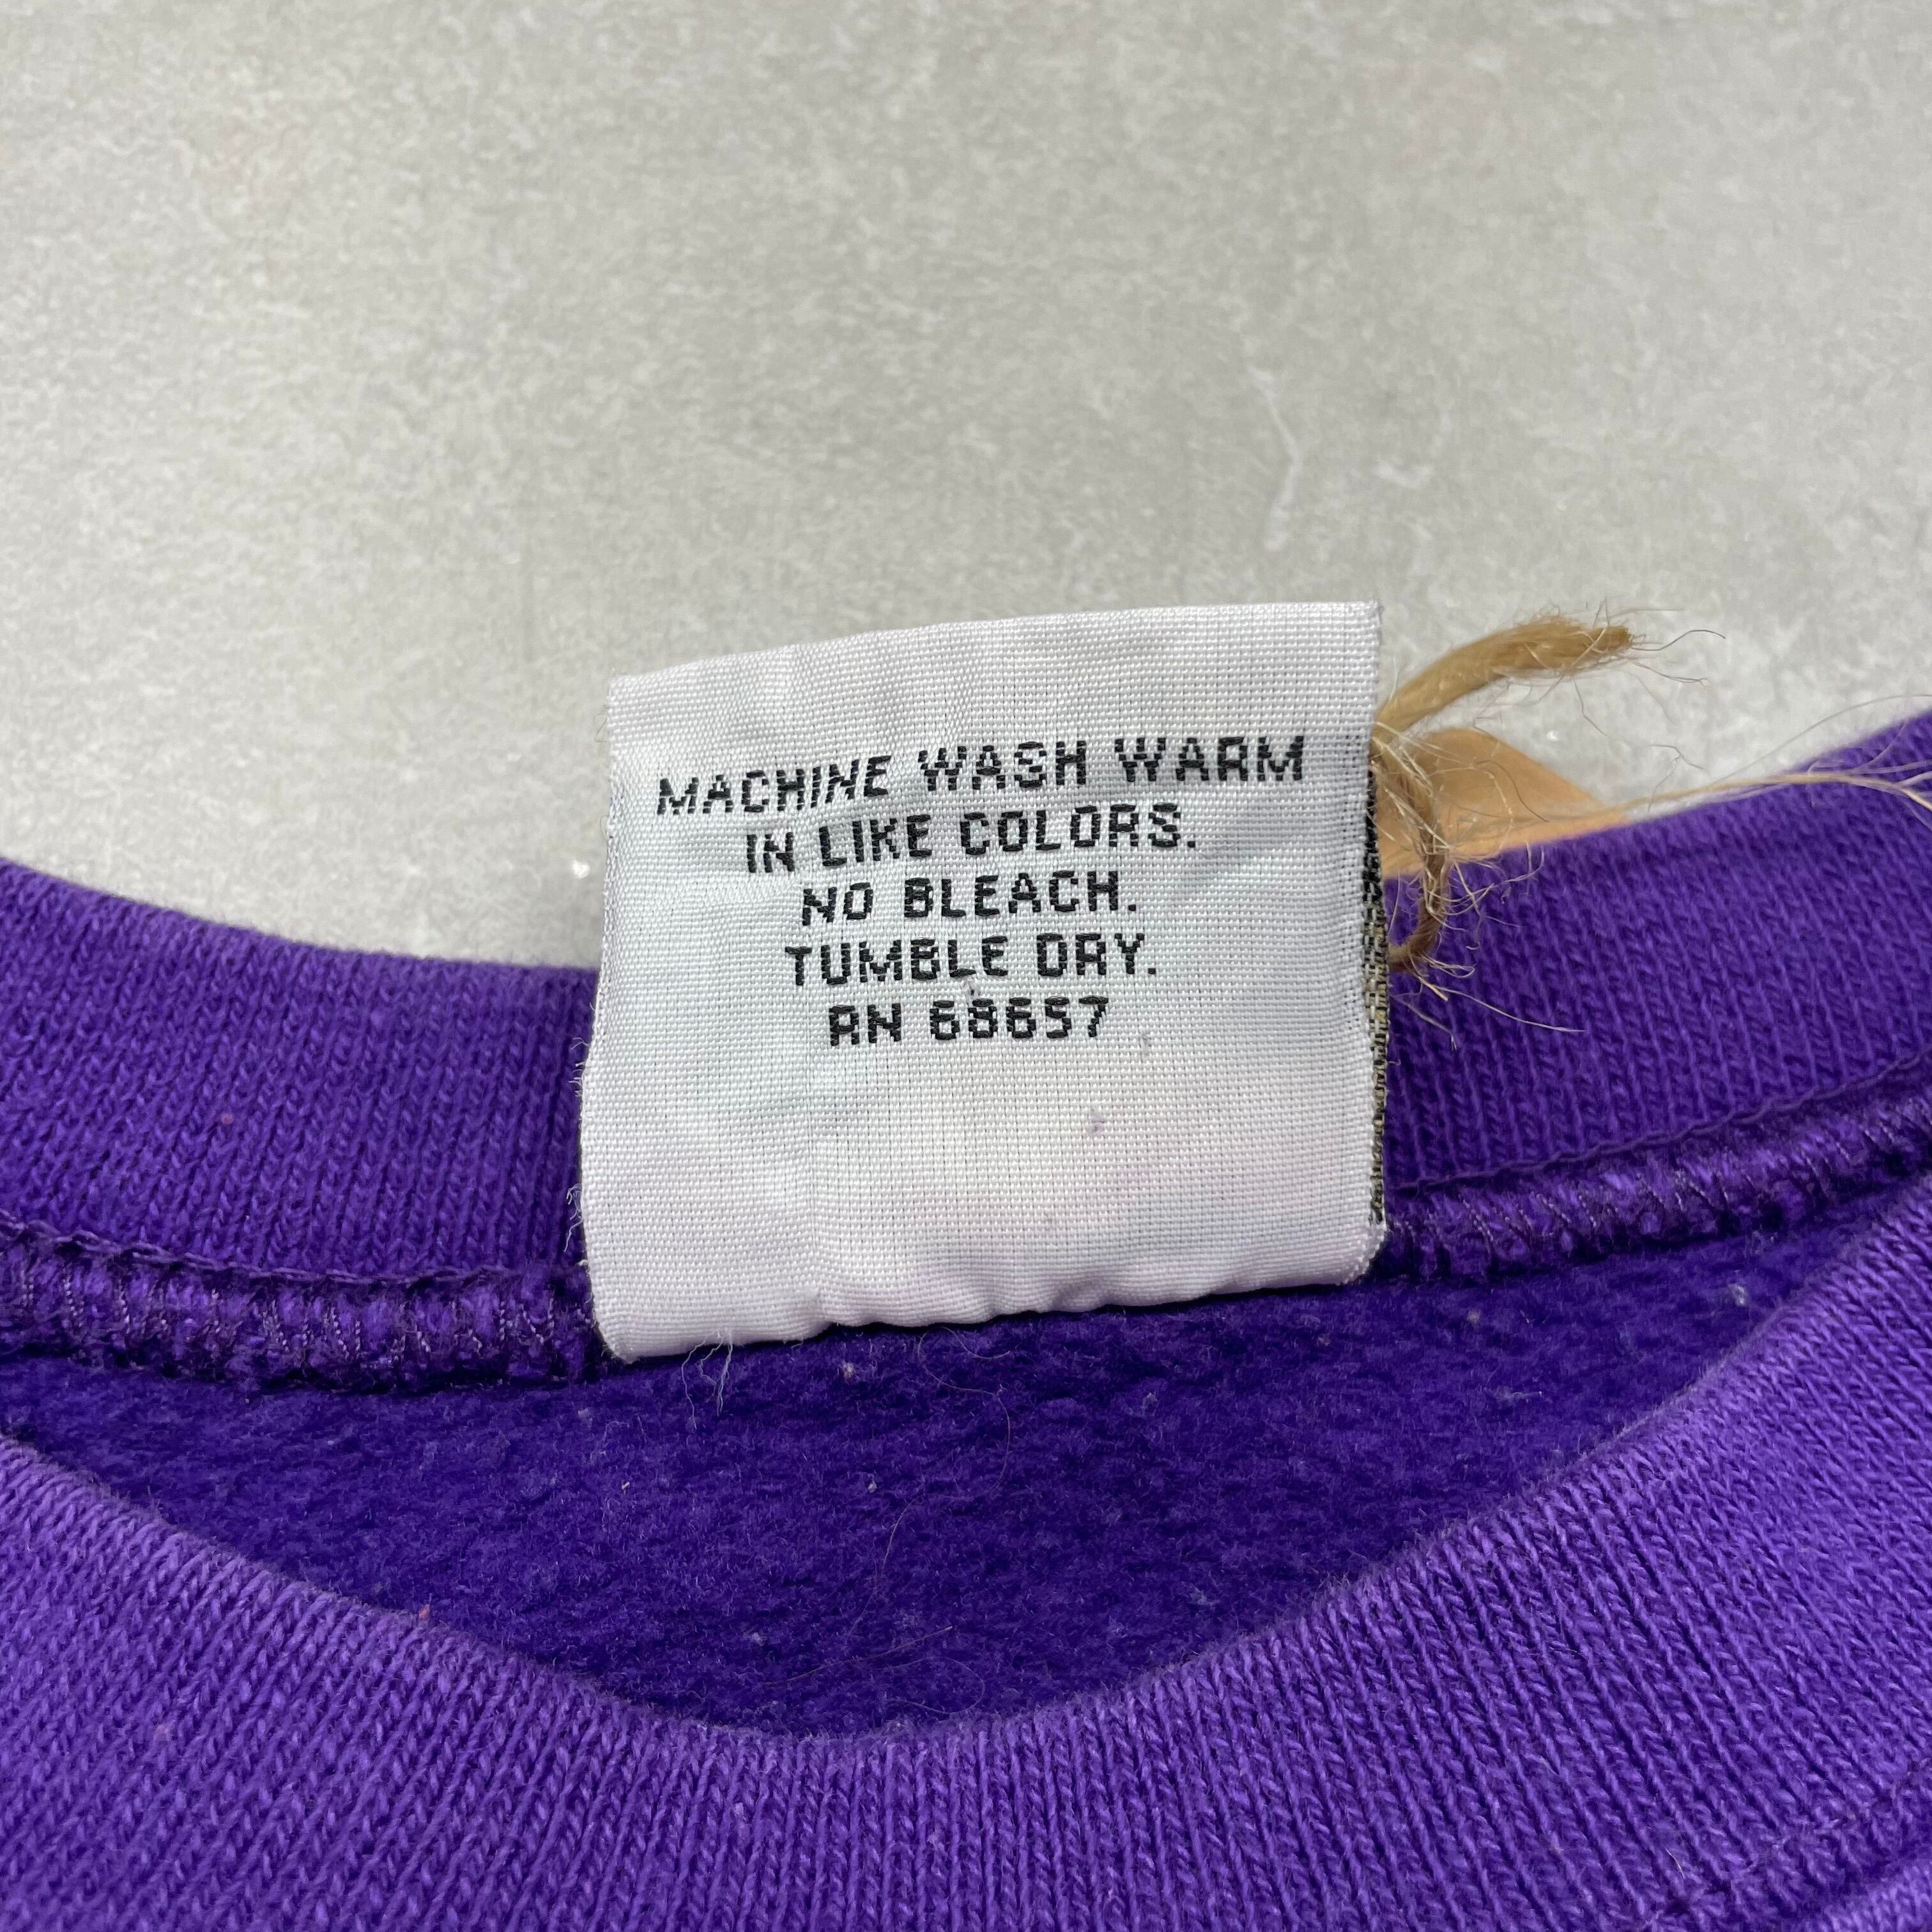 MACHINE WASH WARM
IN LIKE COLORS.
NO BLEACH.
TUMBLE DRY.
RN 68657